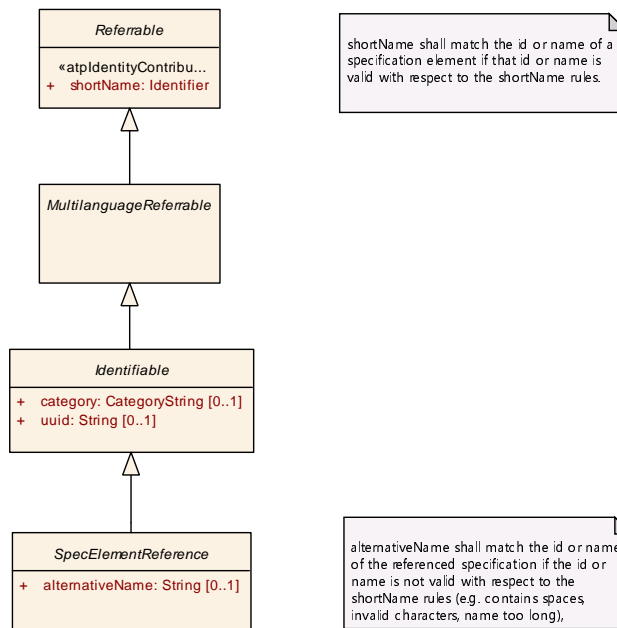 Referrable
«atpIdentityContribu...
+ shortName: Identifier
shortName shall match the id or name of a
specification element if that id or name is
valid with respect to the shortName rules.
MultilanguageReferrable
Identifiable
+ category: CategoryString [0..1]
+ uuid: String [0..1]
SpecElementReference
+ alternativeName: String [0..1]
alternativeName shall match the id or name
of the referenced specification if the id or
name is not valid with respect to the
shortName rules (e.g. contains spaces,
invalid characters, name too long),